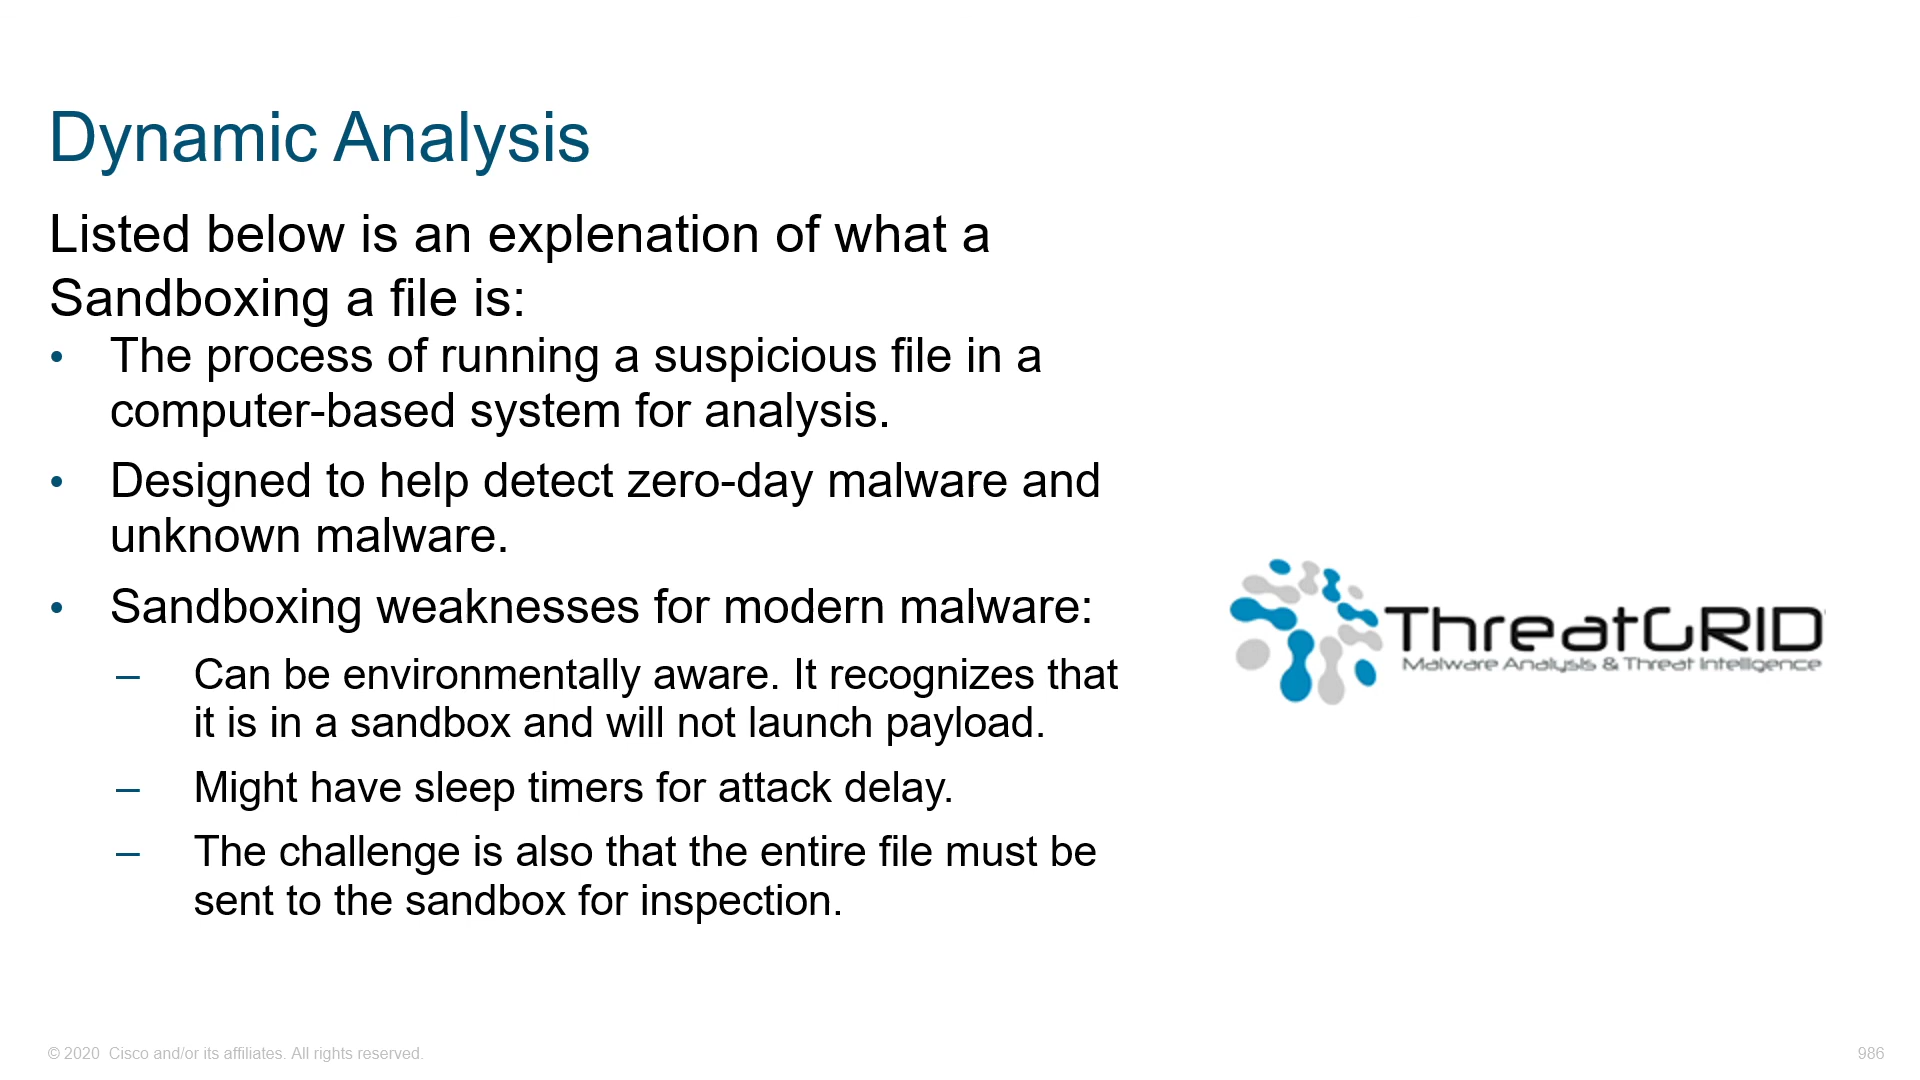 Dynamic Analysis
Listed below is an explenation of what a
Sandboxing a file is:
• The process of running a suspicious file in a
computer-based system for analysis.
• Designed to help detect zero-day malware and
unknown malware.
• Sandboxing weaknesses for modern malware:
– Can be environmentally aware. It recognizes that
it is in a sandbox and will not launch payload.
– Might have sleep timers for attack delay.
– The challenge is also that the entire file must be
sent to the sandbox for inspection.
ThreatGRID
Malware Analysis & Threat Intelligence
© 2020 Cisco and/or its affiliates. All rights reserved.
986